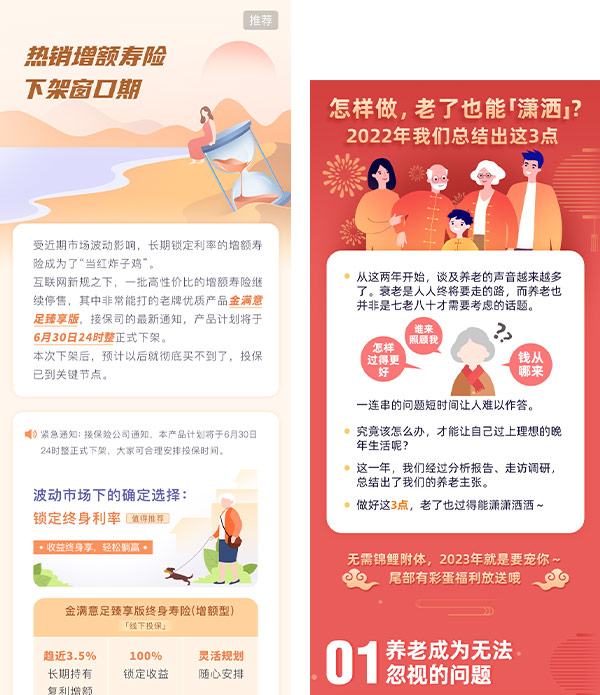 推荐
热销增额寿险
下架窗口期
受近期市场波动影响，长期锁定利率的增额寿
险成为了“当红炸子鸡”。
互联网新规之下，一批高性价比的增额寿险继
续停售，其中非常能打的老牌优质产品金满意
足臻享版，接保司的最新通知，产品计划将于
6月30日24时整正式下架。
本次下架后，预计以后就彻底买不到了，投保
已到关键节点。
紧急通知：接保险公司通知，本产品计划将于6月30日
24时整正式下架，大家可合理安排投保时间。
波动市场下的确定选择：
锁定终身利率 值得推荐
• 收益终身享，轻松躺赢 •
金满意足臻享版终身寿险(增额型)
「线下投保」
趋近3.5% 100% 灵活规划
长期持有 锁定收益 随心安排
复利增额
怎样做，老了也能「潇洒」?
2022年我们总结出这3点
从这两年开始，谈及养老的声音越来越多
了。衰老是人人终将要走的路，而养老也
并非是七老八十才需要考虑的话题。
谁来
照顾我
怎样
过得更
好
??
钱从
哪来
一连串的问题短时间让人难以作答。
究竟该怎么办，才能让自己过上理想的晚
年生活呢？
这一年，我们经过分析报告、走访调研，
总结出了我们的养老主张。
做好这3点，老了也过得能潇潇洒洒～
无需锦鲤附体，2023年就是要宠你～
尾部有彩蛋福利放送哦
01 养老成为无法
忽视的问题